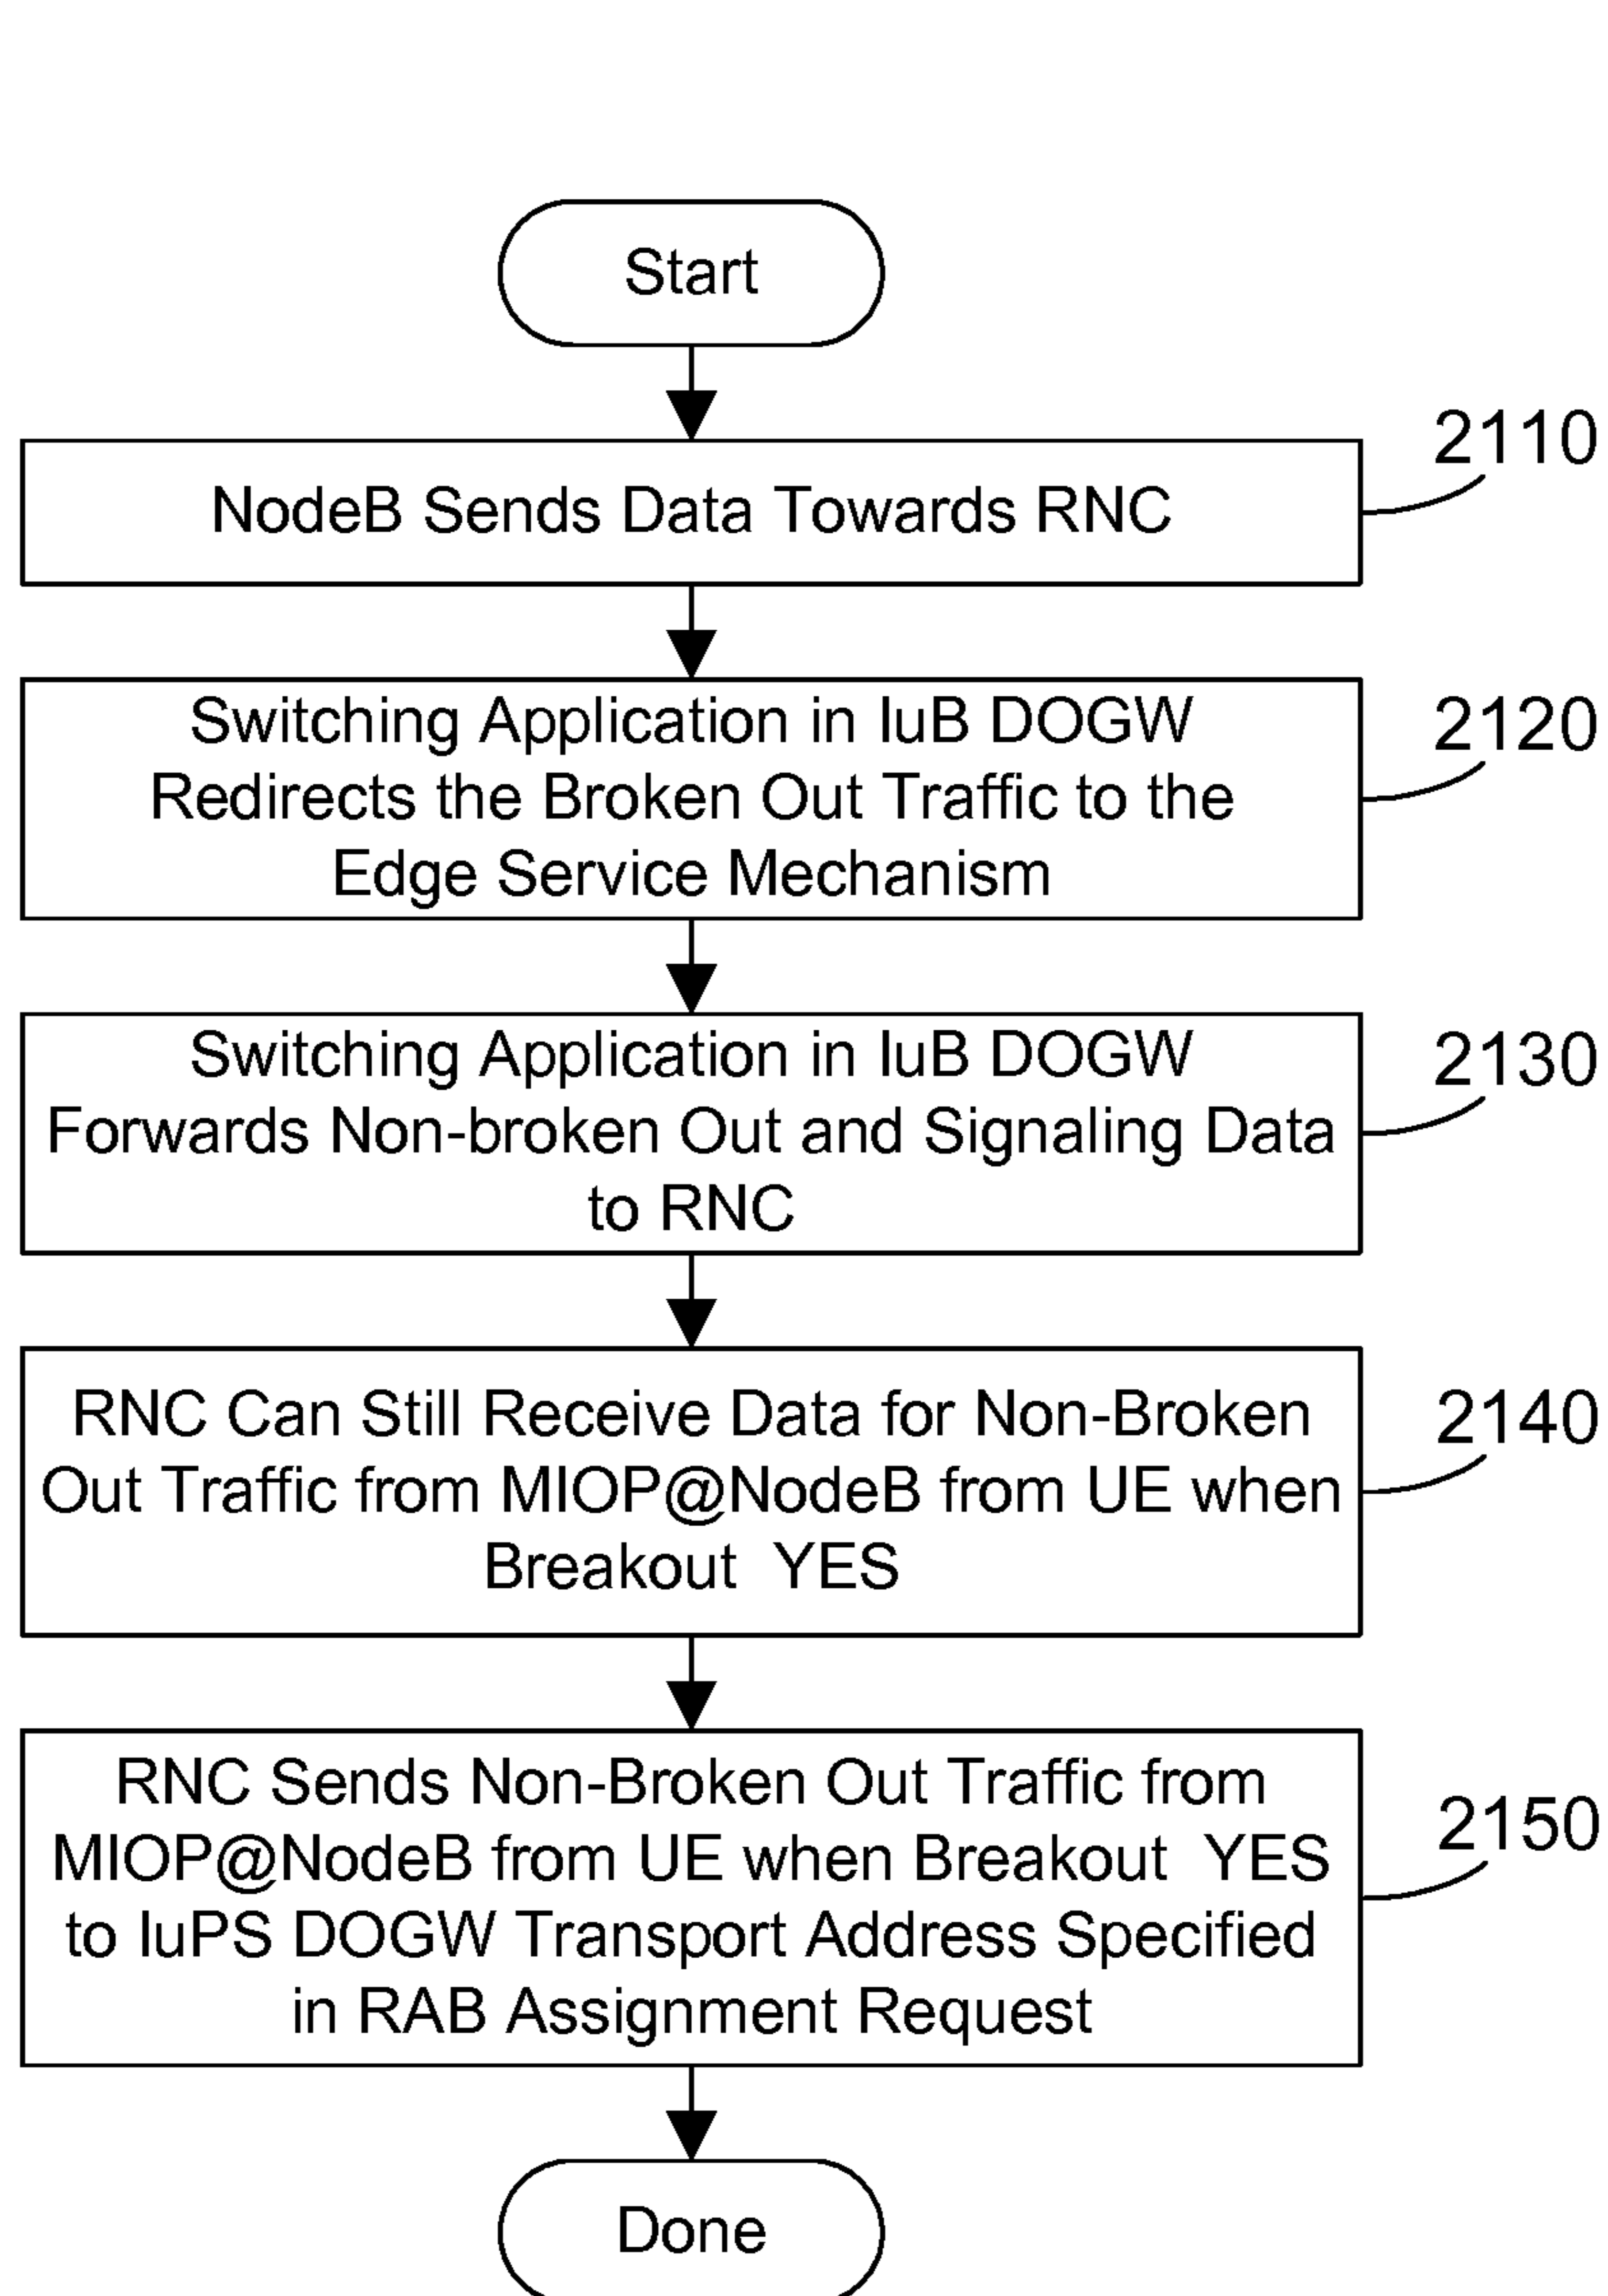 Start
2110
NodeB Sends Data Towards RNC
Switching Application in IuB DOGW
2120
Redirects the Broken Out Traffic to the
Edge Service Mechanism
Switching Application in IuB DOGW
2130
Forwards Non-broken Out and Signaling Data
to RNC
RNC Can Still Receive Data for Non-Broken
2140
Out Traffic from MIOP@NodeB from UE when
Breakout  YES
RNC Sends Non-Broken Out Traffic from
2150
MIOP@NodeB from UE when Breakout  YES
to IuPS DOGW Transport Address Specified
in RAB Assignment Request
Done